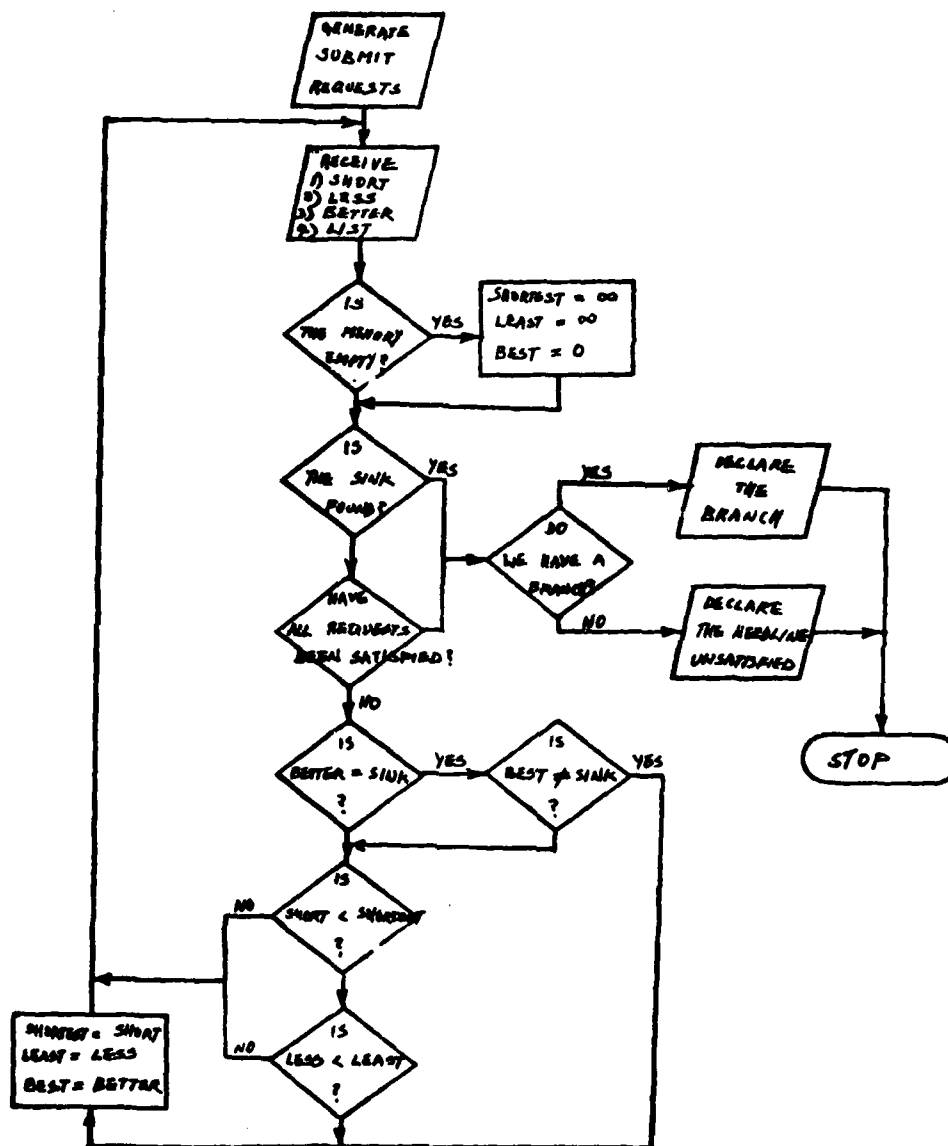 GENERATE
SUBMIT
REQUESTS
RECEIVE
1) SHORT
2) LESS
3) BETTER
4) LIST
IS
THE MEMORY
EMPTY?
YES
SHORTEST = ∞
LEAST = ∞
BEST = 0
IS
THE SINK
FOUND?
YES
DO
WE HAVE A
BRANCH?
YES
DECLARE
THE
BRANCH
NO
DECLARE
THE NERDLINE
UNSATISFIED
STOP
HAVE
ALL REQUESTS
BEEN SATISFIED?
NO
IS
BETTER = SINK
?
YES
IS
BEST ≠ SINK
?
YES
IS
SHORT < SHORTEST
?
NO
IS
LESS < LEAST
?
NO
SHORTEST = SHORT
LEAST = LESS
BEST = BETTER